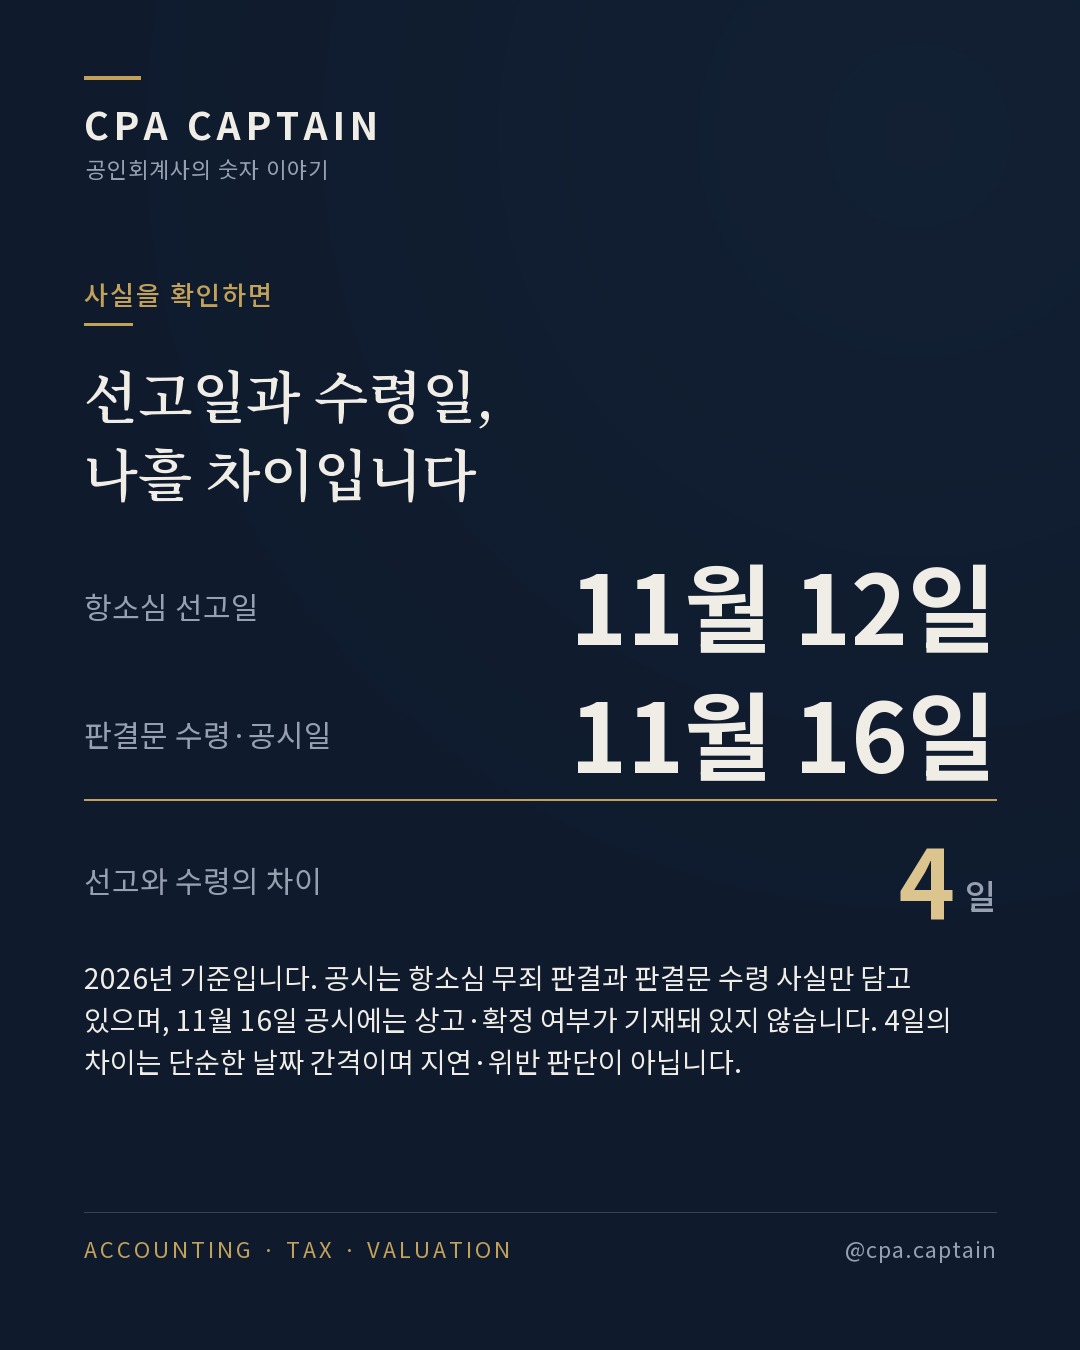 CPA CAPTAIN
공인회계사의 숫자 이야기
사실을 확인하면
선고일과 수령일,
나흘 차이입니다
항소심 선고일 11월 12일
판결문 수령·공시일 11월 16일
선고와 수령의 차이 4 일
2026년 기준입니다. 공시는 항소심 무죄 판결과 판결문 수령 사실만 담고
있으며, 11월 16일 공시에는 상고·확정 여부가 기재돼 있지 않습니다. 4일의
차이는 단순한 날짜 간격이며 지연·위반 판단이 아닙니다.
ACCOUNTING · TAX · VALUATION @cpa.captain